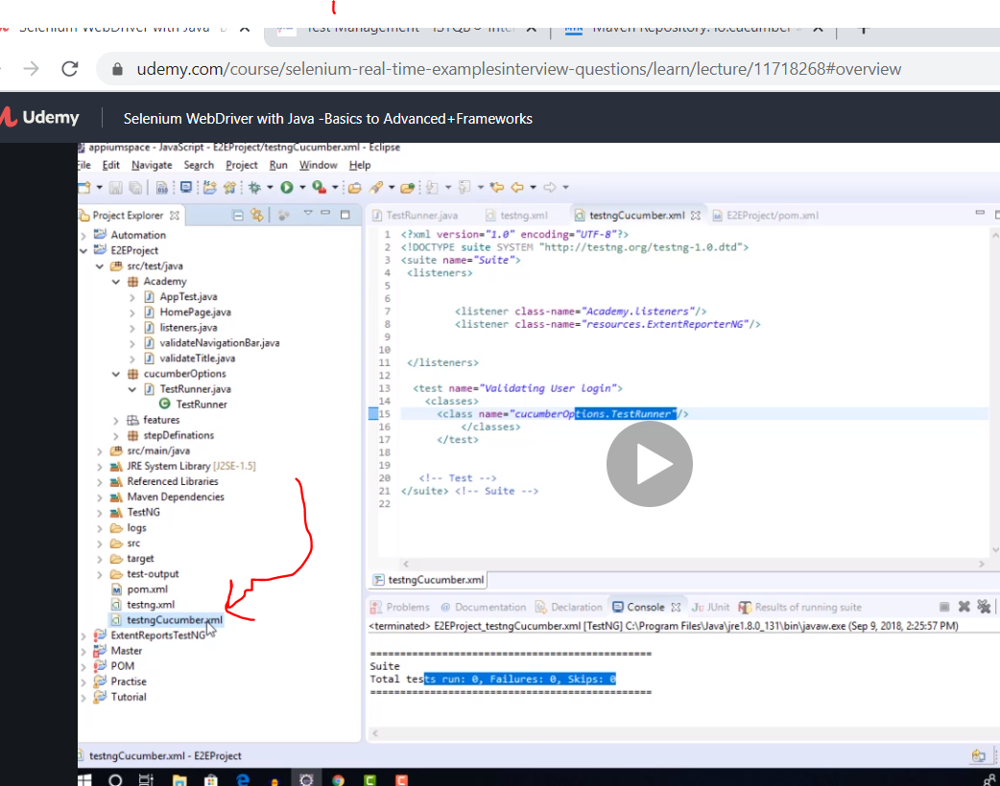 Selenium WebDriver with Java - B
Test Management - ISTQB® Inte
Maven Repository: io.cucumber
udemy.com/course/selenium-real-time-examplesinterview-questions/learn/lecture/11718268#overview
Udemy
Selenium WebDriver with Java -Basics to Advanced+Frameworks
appiumspace - JavaScript - E2EProject/testngCucumber.xml - Eclipse
File Edit Navigate Search Project Run Window Help
Project Explorer
Automation
E2EProject
src/test/java
Academy
AppTest.java
HomePage.java
listeners.java
validateNavigationBar.java
validateTitle.java
cucumberOptions
TestRunner.java
TestRunner
features
stepDefinations
src/main/java
JRE System Library [J2SE-1.5]
Referenced Libraries
Maven Dependencies
TestNG
logs
src
target
test-output
pom.xml
testng.xml
testngCucumber.xml
ExtentReportsTestNG
Master
POM
Practise
Tutorial
TestRunner.java testng.xml testngCucumber.xml E2EProject/pom.xml
1 <?xml version="1.0" encoding="UTF-8"?>
2 <!DOCTYPE suite SYSTEM "http://testng.org/testng-1.0.dtd">
3 <suite name="Suite">
4 <listeners>
5
6
7 <listener class-name="Academy.listeners"/>
8 <listener class-name="resources.ExtentReporterNG"/>
9
10
11 </listeners>
12
13 <test name="Validating User login">
14 <classes>
15 <class name="cucumberOptions.TestRunner"/>
16 </classes>
17 </test>
18
19
20 <!-- Test -->
21 </suite> <!-- Suite -->
22
testngCucumber.xml
Problems @ Documentation Declaration Console JUnit Results of running suite
<terminated> E2EProject_testngCucumber.xml [TestNG] C:\Program Files\Java\jre1.8.0_131\bin\javaw.exe (Sep 9, 2018, 2:25:57 PM)
===============================================
Suite
Total tests run: 0, Failures: 0, Skips: 0
===============================================
testngCucumber.xml - E2EProject